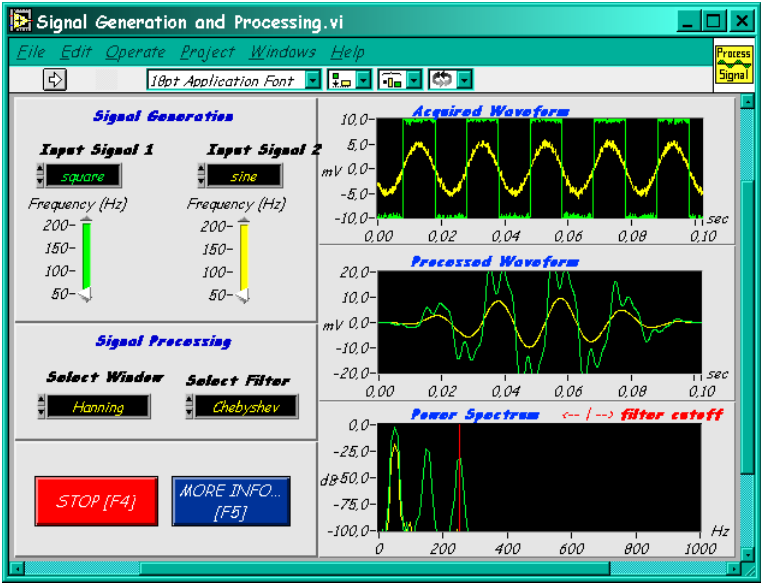 Signal Generation and Processing.vi
File Edit Operate Project Windows Help
Process
Signal
18pt Application Font
Signal Generation
Input Signal 1
Input Signal 2
square
sine
Frequency (Hz)
Frequency (Hz)
200-
150-
100-
50-
200-
150-
100-
50-
Signal Processing
Select Window
Select Filter
Hanning
Chebyshev
STOP [F4]
MORE INFO...
[F5]
Acquired Waveform
10,0-
5,0-
mV 0,0-
-5,0-
-10,0-
sec
0,00 0,02 0,04 0,06 0,08 0,10
Processed Waveform
20,0-
10,0-
mV 0,0-
-10,0-
-20,0-
sec
0,00 0,02 0,04 0,06 0,08 0,10
Power Spectrum <-- / --> filter cutoff
0,0-
-25,0-
dB -50,0-
-75,0-
-100,0-
Hz
0 200 400 600 800 1000